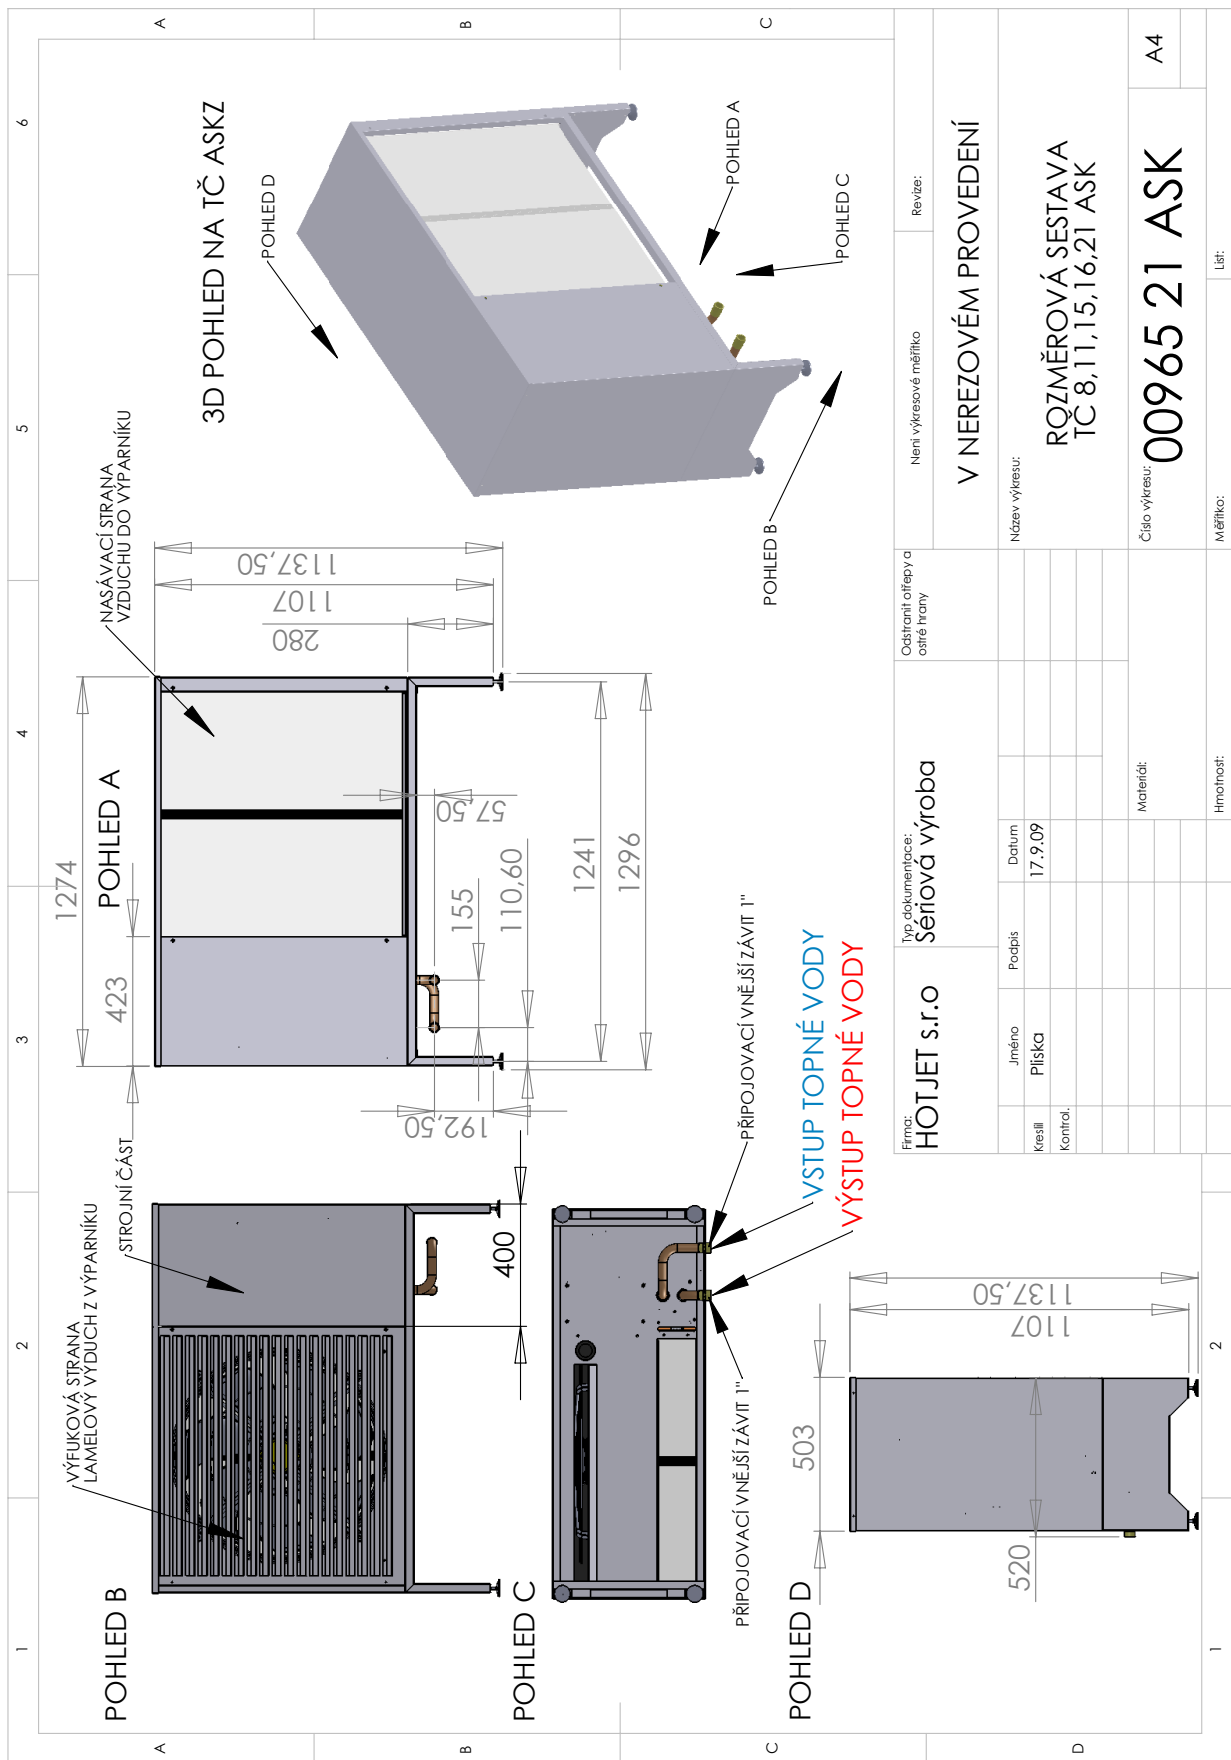 1
2
3
4
5
6
A
B
C
POHLED B
VÝFUKOVÁ STRANA
LAMELOVÝ VÝDUCH Z VÝPARNÍKU
STROJNÍ ČÁST
400
POHLED A
1274
423
NASÁVACÍ STRANA
VZDUCHU DO VÝPARNÍKU
280
1107
1137,50
57,50
192,50
155
110,60
1241
1296
3D POHLED NA TČ ASKZ
POHLED D
POHLED A
POHLED C
POHLED B
POHLED C
PŘIPOJOVACÍ VNĚJŠÍ ZÁVIT 1"
PŘIPOJOVACÍ VNĚJŠÍ ZÁVIT 1"
VSTUP TOPNÉ VODY
VÝSTUP TOPNÉ VODY
POHLED D
503
520
1107
1137,50
Firma:
HOTJET s.r.o
Typ dokumentace:
Sériová výroba
Odstranit otřepy a
ostré hrany
Není výkresové měřítko
Revize:
V NEREZOVÉM PROVEDENÍ
Jméno
Podpis
Datum
Kreslil
Pliska
17.9.09
Kontrol.
Název výkresu:
ROZMĚROVÁ SESTAVA
TČ 8,11,15,16,21 ASK
Materiál:
Číslo výkresu:
00965 21 ASK
A4
Hmotnost:
Měřítko:
List:
A
B
C
D
1
2